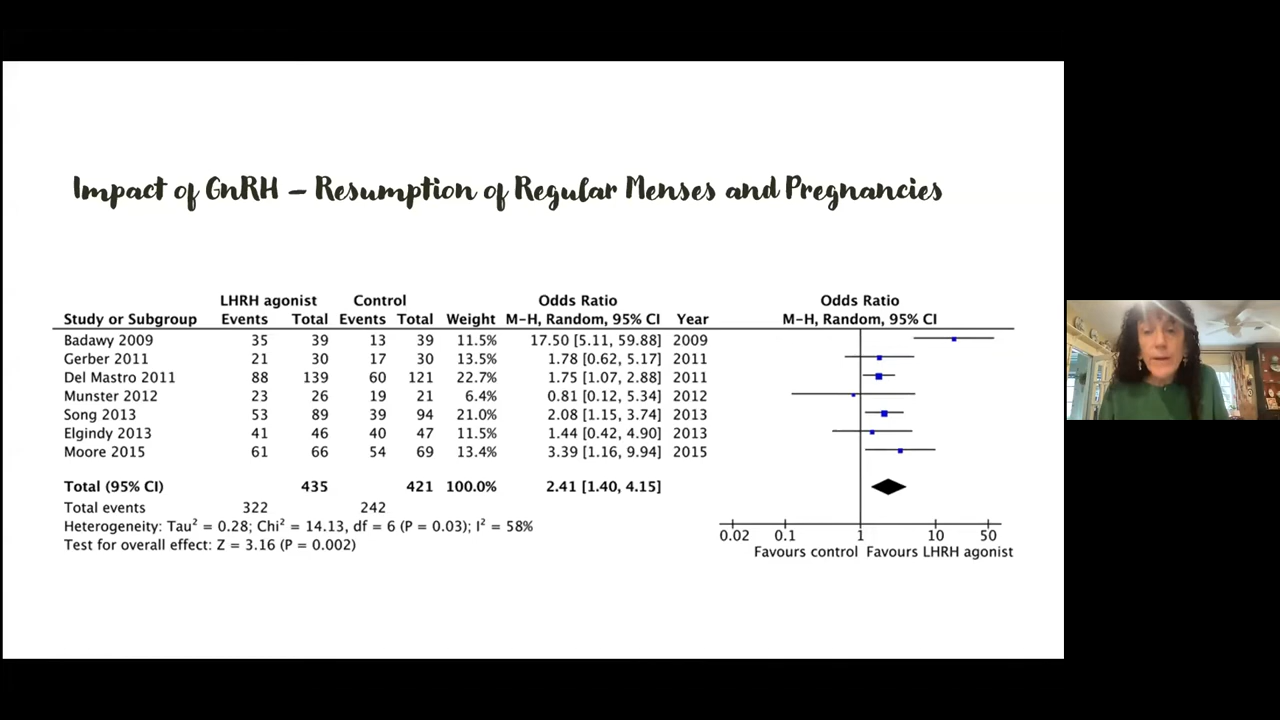 Impact of GnRH – Resumption of Regular Menses and Pregnancies
LHRH agonist Control Odds Ratio Odds Ratio
Study or Subgroup Events Total Events Total Weight M-H, Random, 95% CI Year M-H, Random, 95% CI
Badawy 2009 35 39 13 39 11.5% 17.50 [5.11, 59.88] 2009
Gerber 2011 21 30 17 30 13.5% 1.78 [0.62, 5.17] 2011
Del Mastro 2011 88 139 60 121 22.7% 1.75 [1.07, 2.88] 2011
Munster 2012 23 26 19 21 6.4% 0.81 [0.12, 5.34] 2012
Song 2013 53 89 39 94 21.0% 2.08 [1.15, 3.74] 2013
Elgindy 2013 41 46 40 47 11.5% 1.44 [0.42, 4.90] 2013
Moore 2015 61 66 54 69 13.4% 3.39 [1.16, 9.94] 2015
Total (95% CI) 435 421 100.0% 2.41 [1.40, 4.15]
Total events 322 242
Heterogeneity: Tau² = 0.28; Chi² = 14.13, df = 6 (P = 0.03); I² = 58%
Test for overall effect: Z = 3.16 (P = 0.002)
0.02 0.1 1 10 50
Favours control Favours LHRH agonist